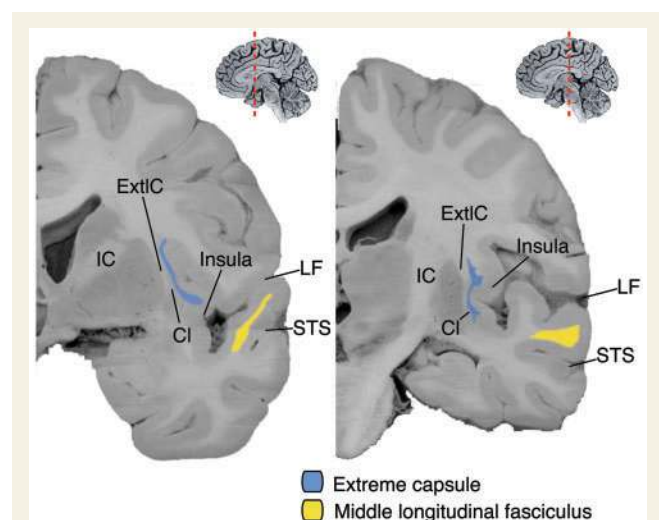 ExtIC
IC
Insula
LF
Cl
STS
ExtIC
IC
Insula
LF
Cl
STS
Extreme capsule
Middle longitudinal fasciculus